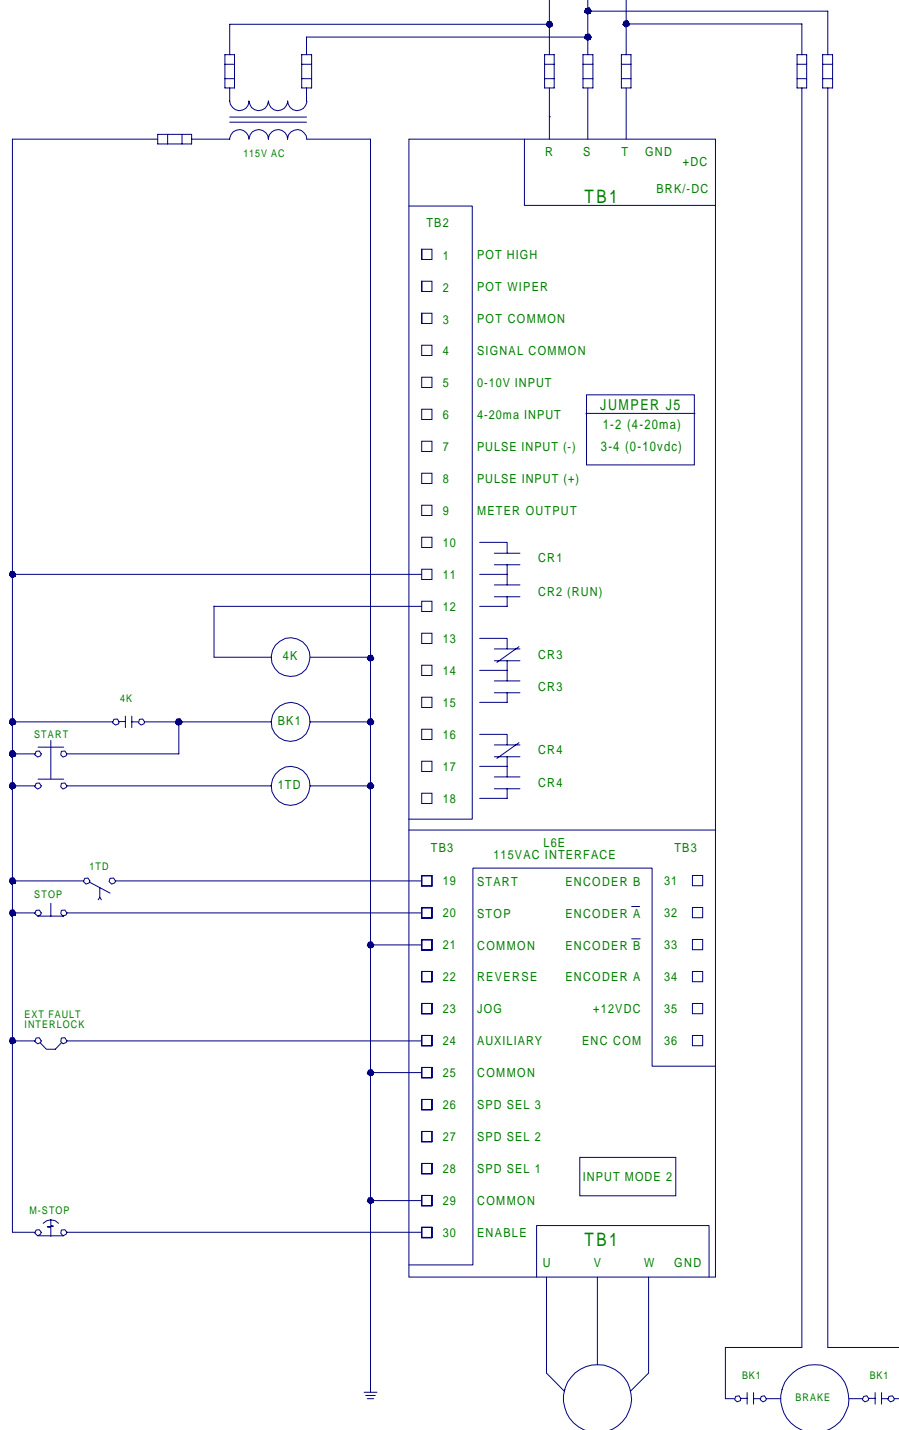 115V AC
R S T GND +DC
BRK/-DC
TB1
TB2
1 POT HIGH
2 POT WIPER
3 POT COMMON
4 SIGNAL COMMON
5 0-10V INPUT
6 4-20ma INPUT
7 PULSE INPUT (-)
8 PULSE INPUT (+)
9 METER OUTPUT
JUMPER J5
1-2 (4-20ma)
3-4 (0-10vdc)
10
CR1
11
CR2 (RUN)
12
13
CR3
14
CR3
15
16
CR4
17
CR4
18
4K
4K
BK1
START
1TD
L6E
115VAC INTERFACE
TB3 TB3
1TD
19 START ENCODER B 31
STOP
20 STOP ENCODER A̅ 32
21 COMMON ENCODER B̅ 33
22 REVERSE ENCODER A 34
23 JOG +12VDC 35
EXT FAULT
INTERLOCK
24 AUXILIARY ENC COM 36
25 COMMON
26 SPD SEL 3
27 SPD SEL 2
28 SPD SEL 1
INPUT MODE 2
29 COMMON
M-STOP
30 ENABLE
TB1
U V W GND
BK1 BRAKE BK1